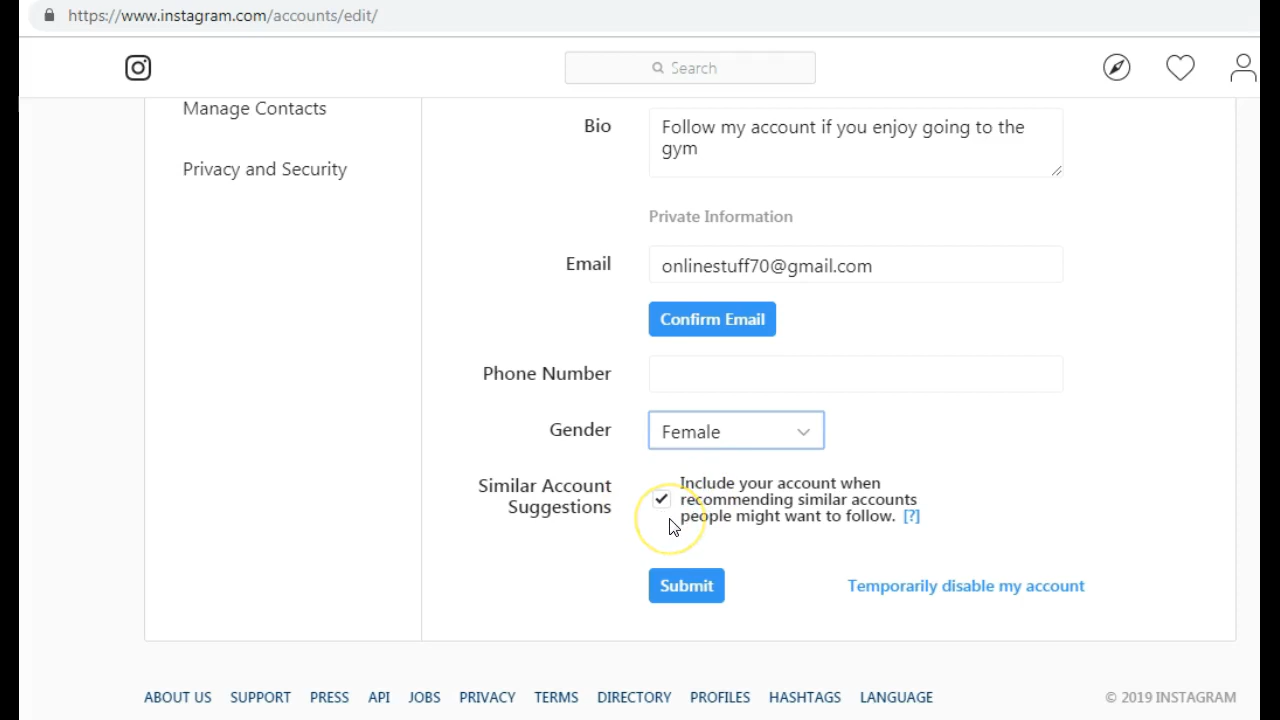 https://www.instagram.com/accounts/edit/
Search
Manage Contacts
Privacy and Security
Bio
Follow my account if you enjoy going to the
gym
Private Information
Email
onlinestuff70@gmail.com
Confirm Email
Phone Number
Gender
Female
Similar Account
Suggestions
Include your account when
recommending similar accounts
people might want to follow. [?]
Submit
Temporarily disable my account
ABOUT US SUPPORT PRESS API JOBS PRIVACY TERMS DIRECTORY PROFILES HASHTAGS LANGUAGE © 2019 INSTAGRAM